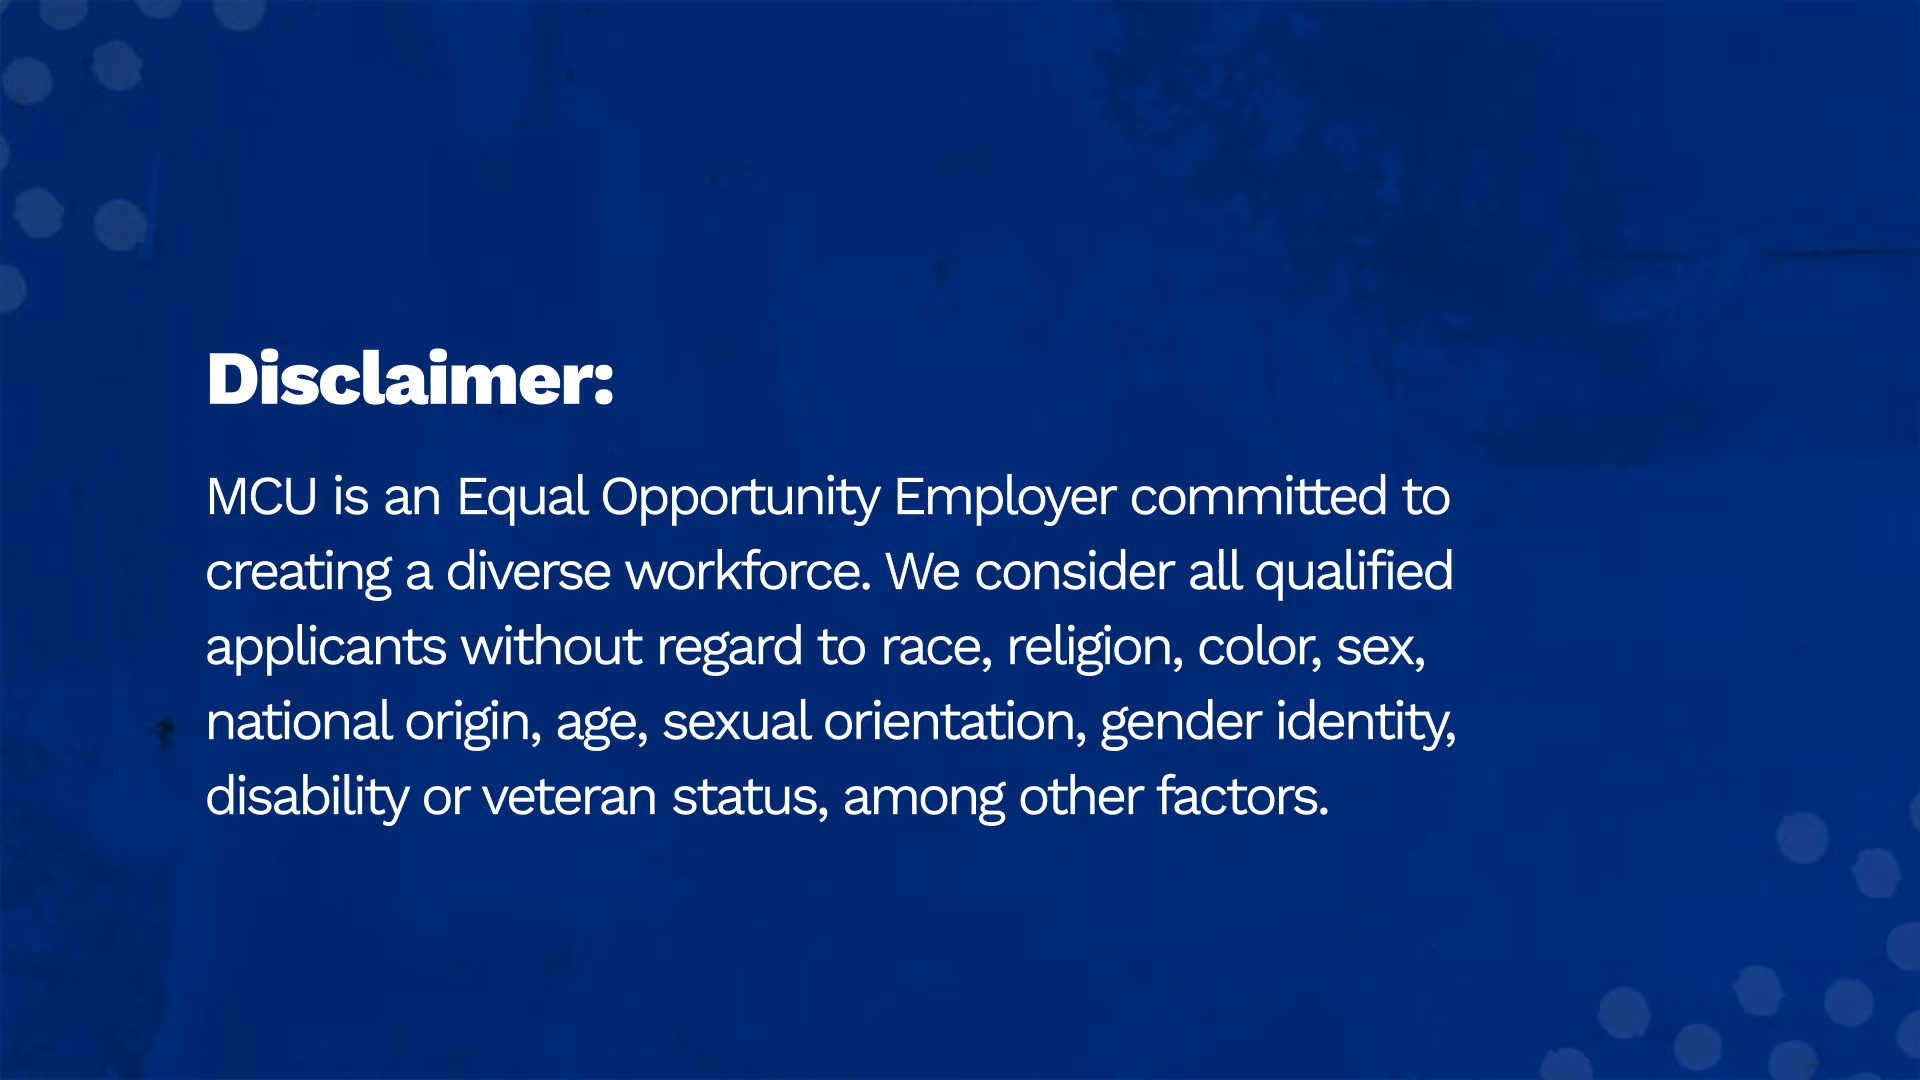 Disclaimer:
MCU is an Equal Opportunity Employer committed to
creating a diverse workforce. We consider all qualified
applicants without regard to race, religion, color, sex,
national origin, age, sexual orientation, gender identity,
disability or veteran status, among other factors.